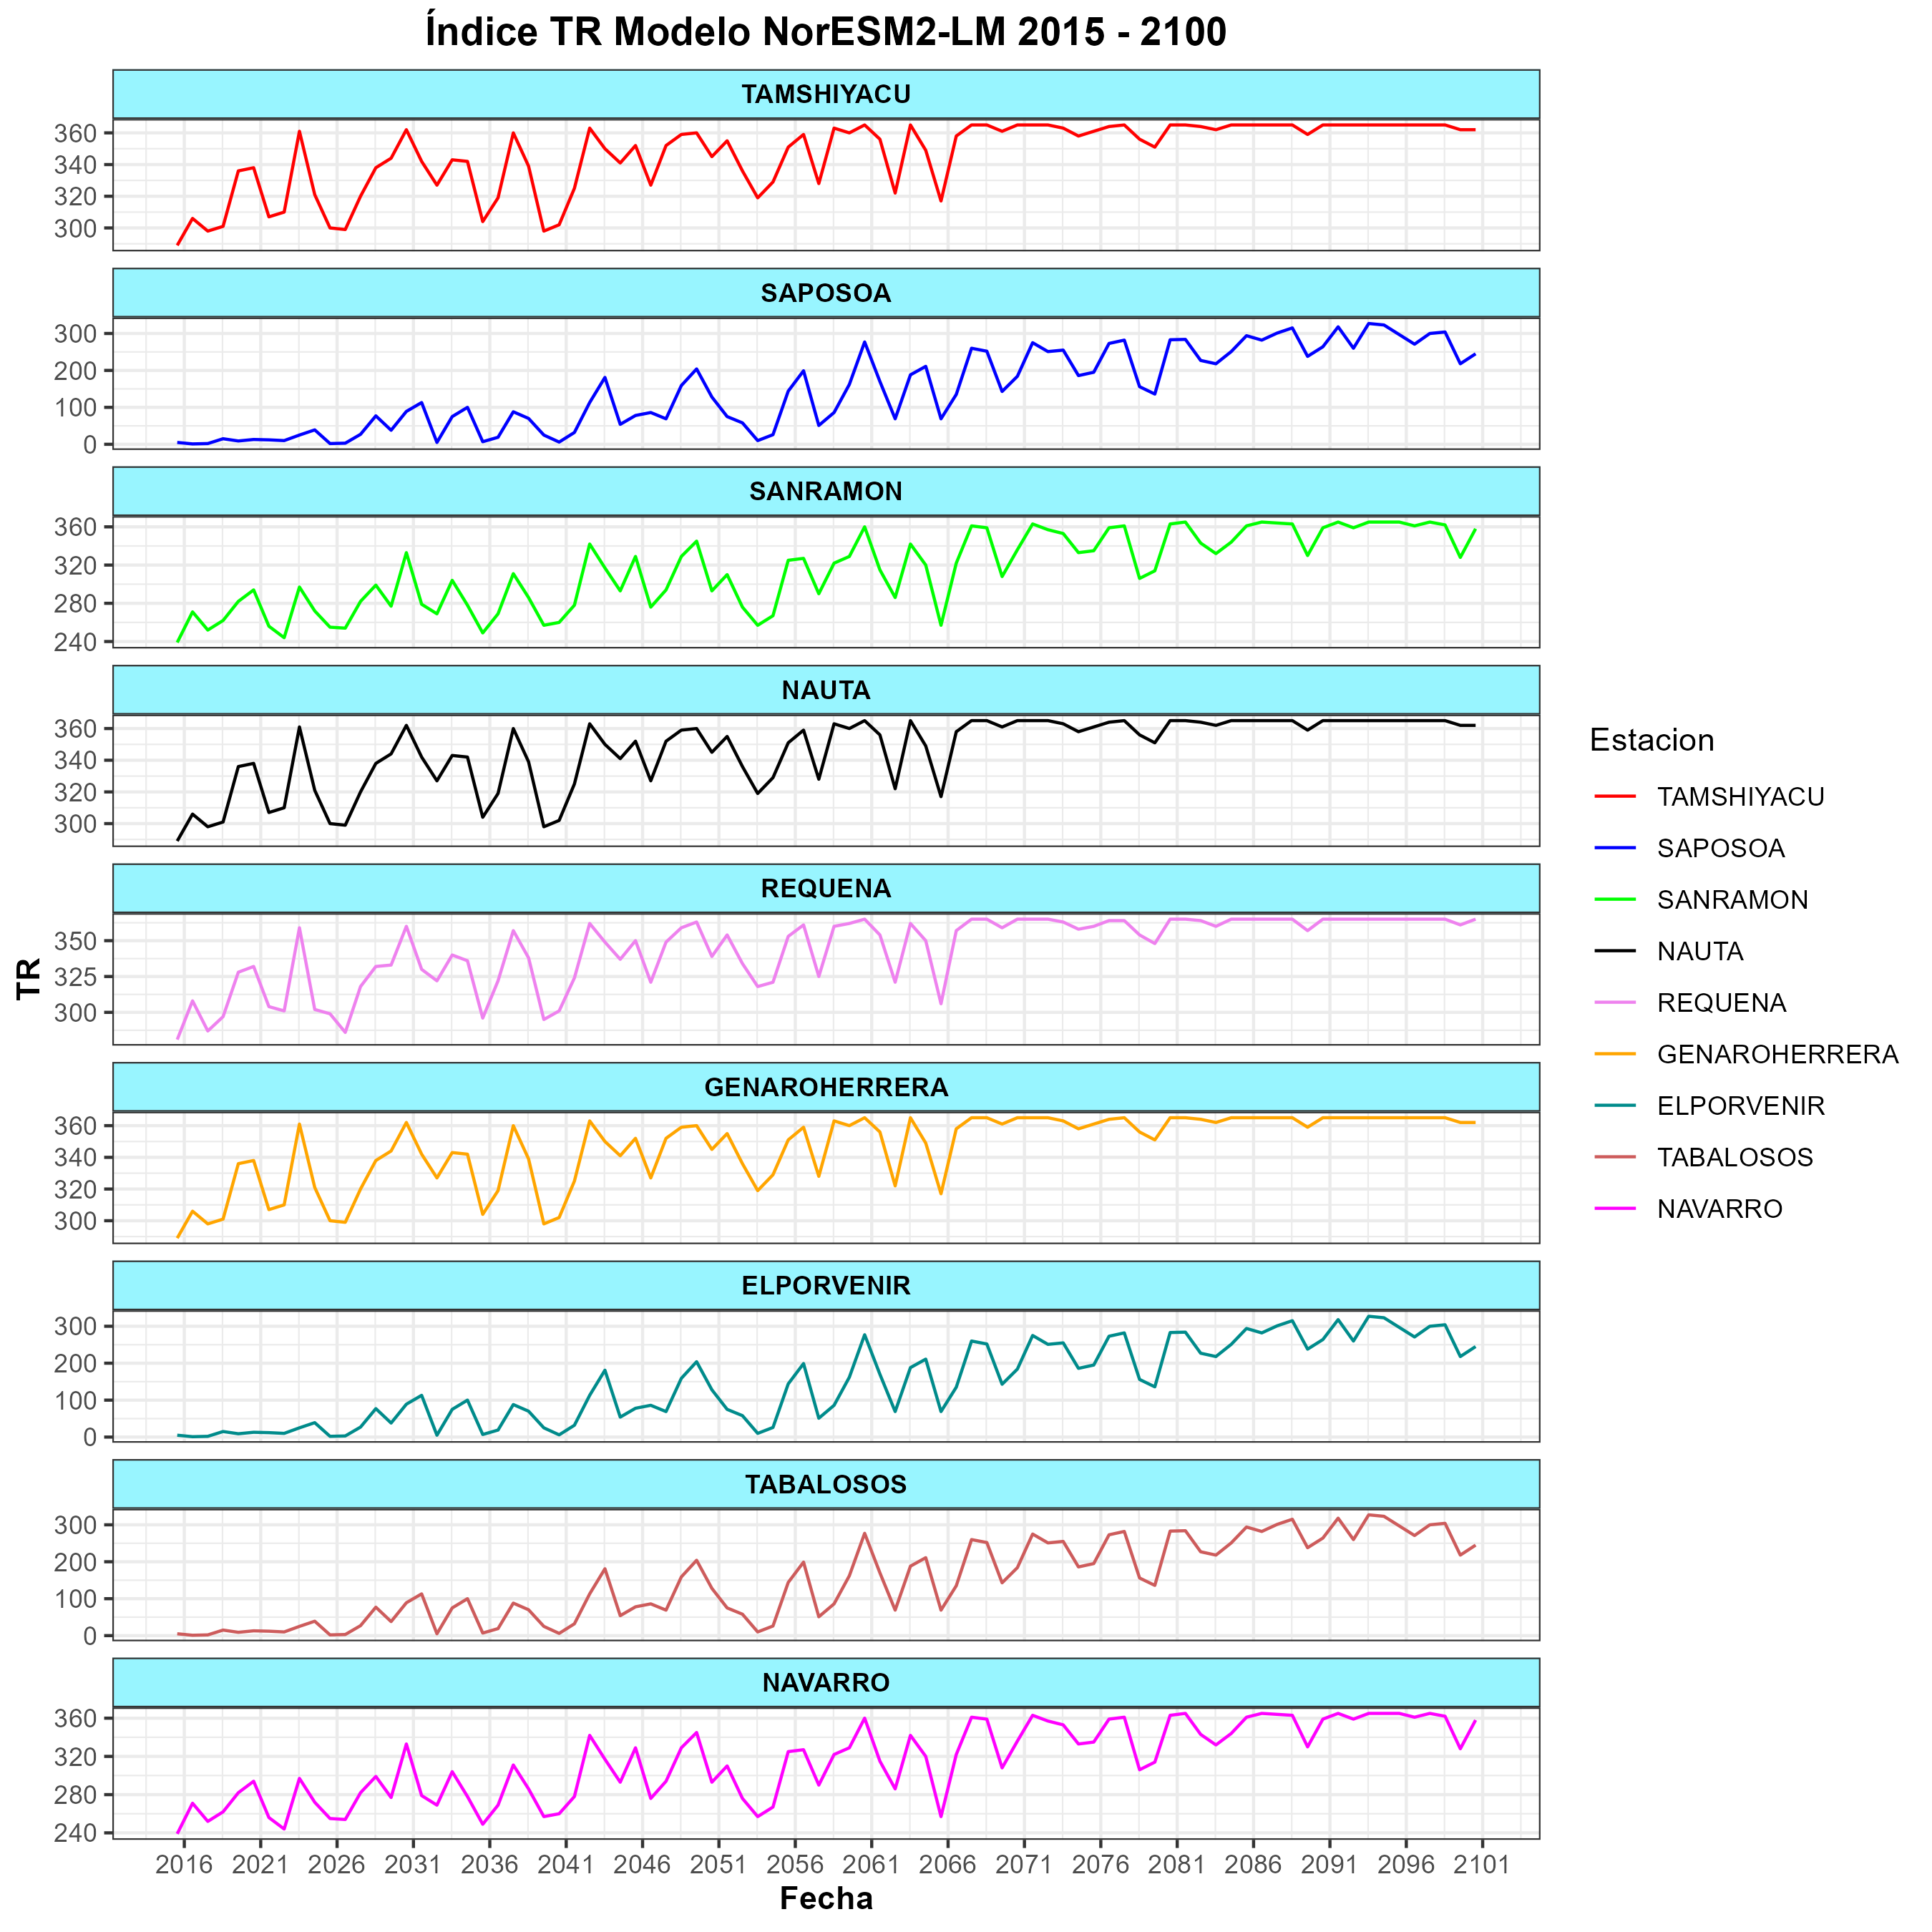 Índice TR Modelo NorESM2-LM 2015 - 2100
TAMSHIYACU
360
340
320
300
SAPOSOA
300
200
100
0
SANRAMON
360
320
280
240
NAUTA
360
340
320
300
REQUENA
350
325
300
GENAROHERRERA
360
340
320
300
ELPORVENIR
300
200
100
0
TABALOSOS
300
200
100
0
NAVARRO
360
320
280
240
2016 2021 2026 2031 2036 2041 2046 2051 2056 2061 2066 2071 2076 2081 2086 2091 2096 2101
Fecha
TR
Estacion
TAMSHIYACU
SAPOSOA
SANRAMON
NAUTA
REQUENA
GENAROHERRERA
ELPORVENIR
TABALOSOS
NAVARRO